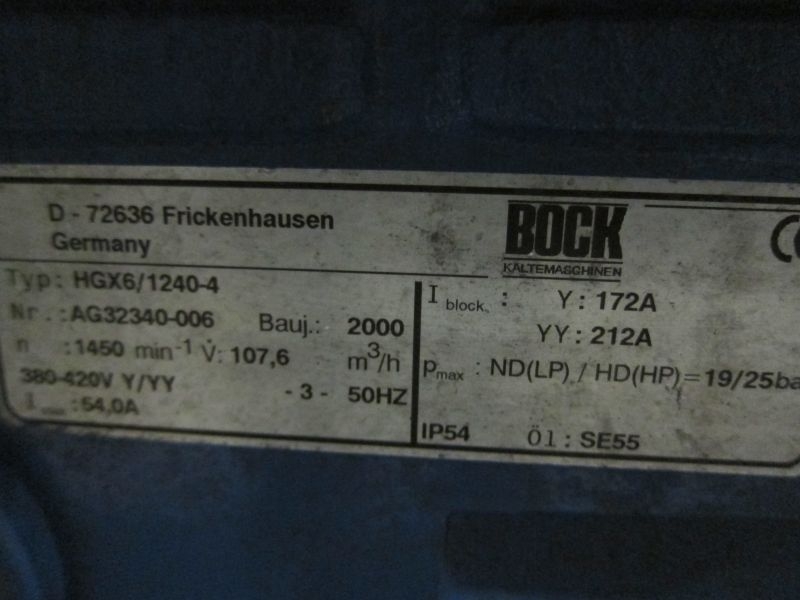 D - 72636 Frickenhausen
Germany
BOCK
KÄLTEMASCHINEN
CE
Typ: HGX6/1240-4
Nr.: AG32340-006 Bauj.: 2000
n : 1450 min-1 V̇: 107,6 m3/h
380-420V Y/YY - 3 - 50HZ
I : 54,0A
I block : Y: 172A
YY: 212A
pmax : ND(LP) / HD(HP)=19/25ba
IP54 Öl : SE55